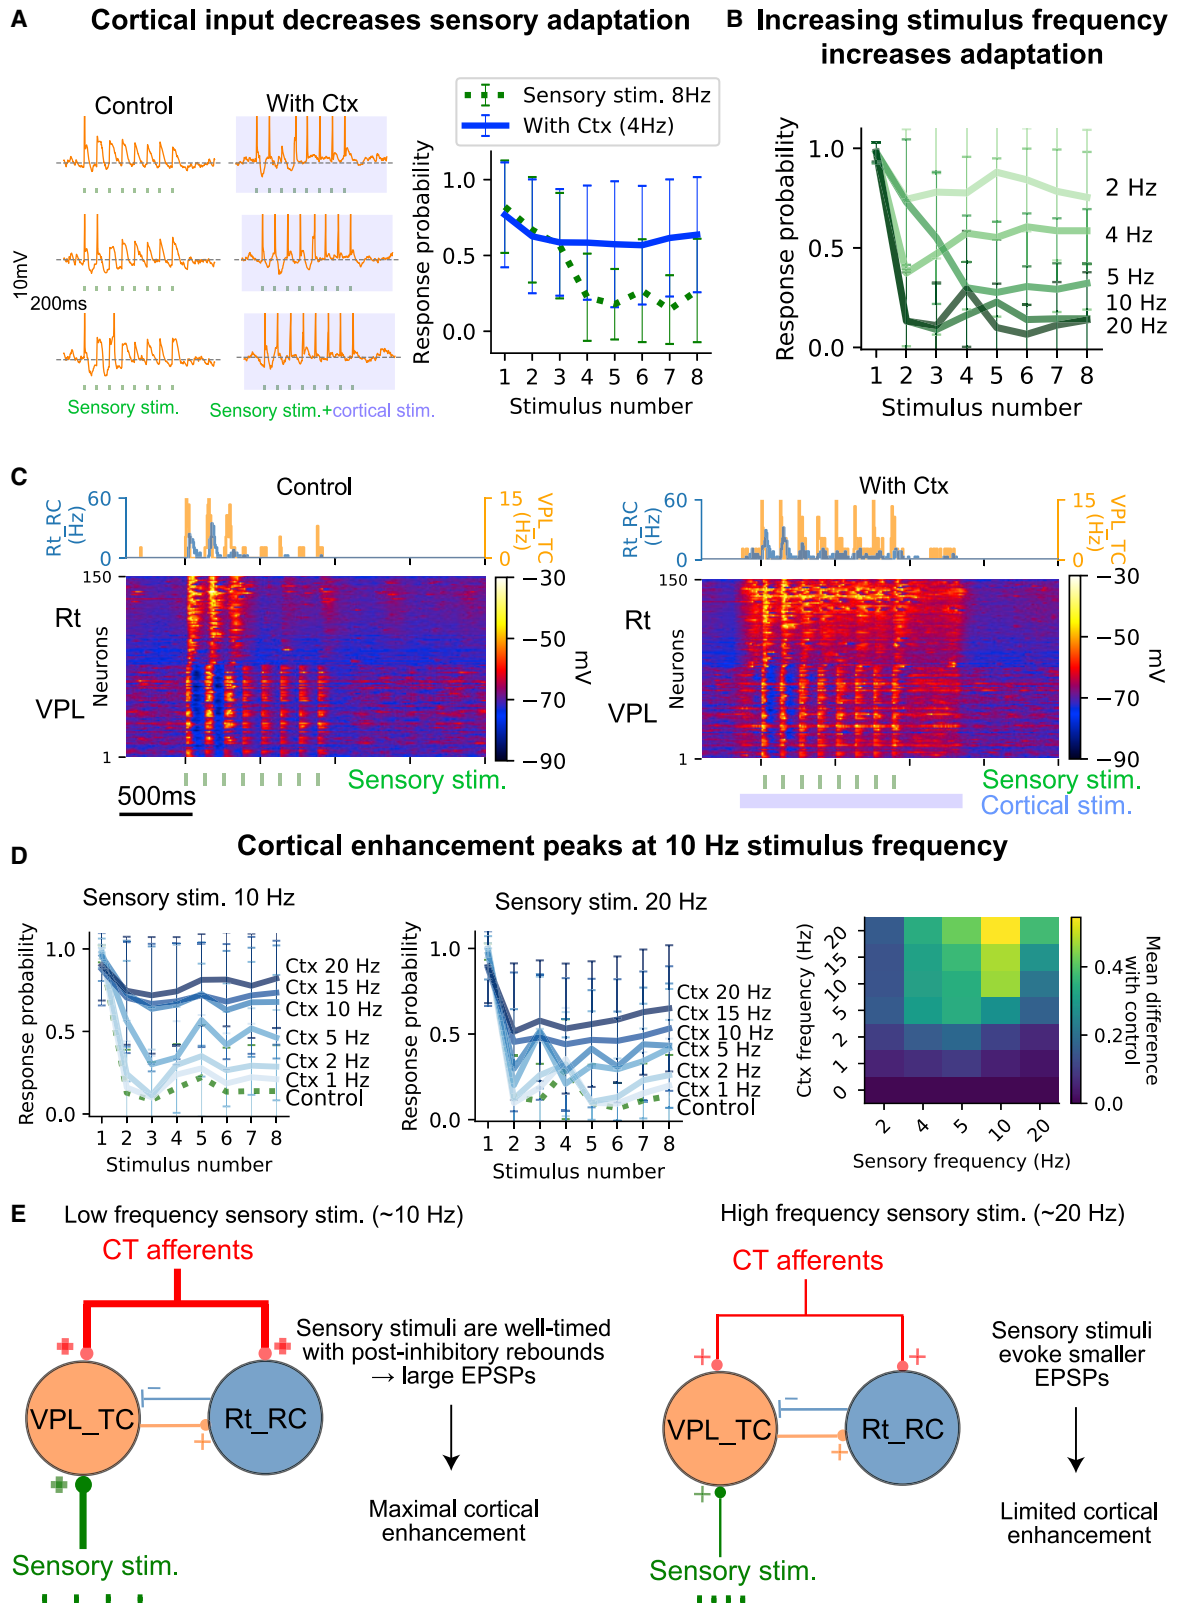 A
Cortical input decreases sensory adaptation
Control
With Ctx
10mV
200ms
Sensory stim.
Sensory stim.+cortical stim.
Sensory stim. 8Hz
With Ctx (4Hz)
Response probability
1.0
0.5
0.0
1 2 3 4 5 6 7 8
Stimulus number
B
Increasing stimulus frequency
increases adaptation
Response probability
1.0
0.5
0.0
1 2 3 4 5 6 7 8
Stimulus number
2 Hz
4 Hz
5 Hz
10 Hz
20 Hz
C
Control
Rt_RC
(Hz)
60
0
15
0
VPL_TC
(Hz)
150
Rt
Neurons
VPL
1
−30
−50
−70
−90
mV
Sensory stim.
500ms
With Ctx
Rt_RC
(Hz)
60
0
15
0
VPL_TC
(Hz)
150
Rt
Neurons
VPL
1
−30
−50
−70
−90
mV
Sensory stim.
Cortical stim.
D
Cortical enhancement peaks at 10 Hz stimulus frequency
Sensory stim. 10 Hz
Response probability
1.0
0.5
0.0
1 2 3 4 5 6 7 8
Stimulus number
Ctx 20 Hz
Ctx 15 Hz
Ctx 10 Hz
Ctx 5 Hz
Ctx 2 Hz
Ctx 1 Hz
Control
Sensory stim. 20 Hz
Response probability
1.0
0.5
0.0
1 2 3 4 5 6 7 8
Stimulus number
Ctx 20 Hz
Ctx 15 Hz
Ctx 10 Hz
Ctx 5 Hz
Ctx 2 Hz
Ctx 1 Hz
Control
Ctx frequency (Hz)
20
15
10
5
2
1
0
2 4 5 10 20
Sensory frequency (Hz)
0.4
0.2
0.0
Mean difference
with control
E
Low frequency sensory stim. (~10 Hz)
CT afferents
+ +
Sensory stimuli are well-timed
with post-inhibitory rebounds
→ large EPSPs
−
VPL_TC
Rt_RC
+
+
Maximal cortical
enhancement
Sensory stim.
High frequency sensory stim. (~20 Hz)
CT afferents
+ +
Sensory stimuli
evoke smaller
EPSPs
−
VPL_TC
Rt_RC
+
+
Limited cortical
enhancement
Sensory stim.